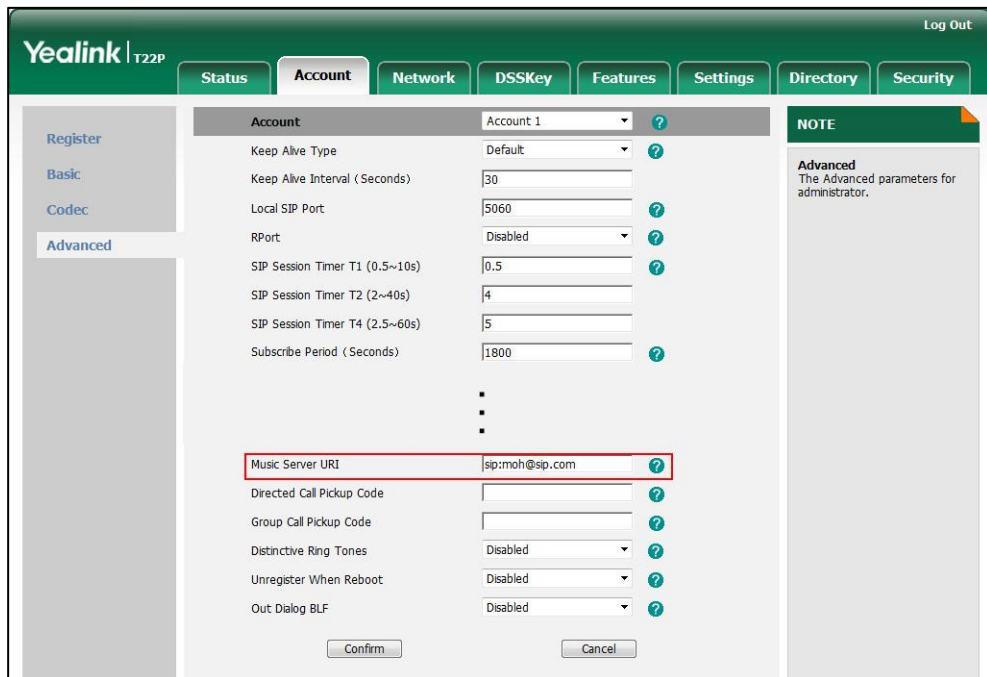 Log Out
Yealink | T22P
Status Account Network DSSKey Features Settings Directory Security
Register
Basic
Codec
Advanced
Account Account 1 ?
Keep Alive Type Default ?
Keep Alive Interval (Seconds) 30
Local SIP Port 5060 ?
RPort Disabled ?
SIP Session Timer T1 (0.5~10s) 0.5 ?
SIP Session Timer T2 (2~40s) 4
SIP Session Timer T4 (2.5~60s) 5
Subscribe Period (Seconds) 1800 ?
Music Server URI sip:moh@sip.com ?
Directed Call Pickup Code ?
Group Call Pickup Code ?
Distinctive Ring Tones Disabled ?
Unregister When Reboot Disabled ?
Out Dialog BLF Disabled ?
Confirm Cancel
NOTE
Advanced
The Advanced parameters for
administrator.